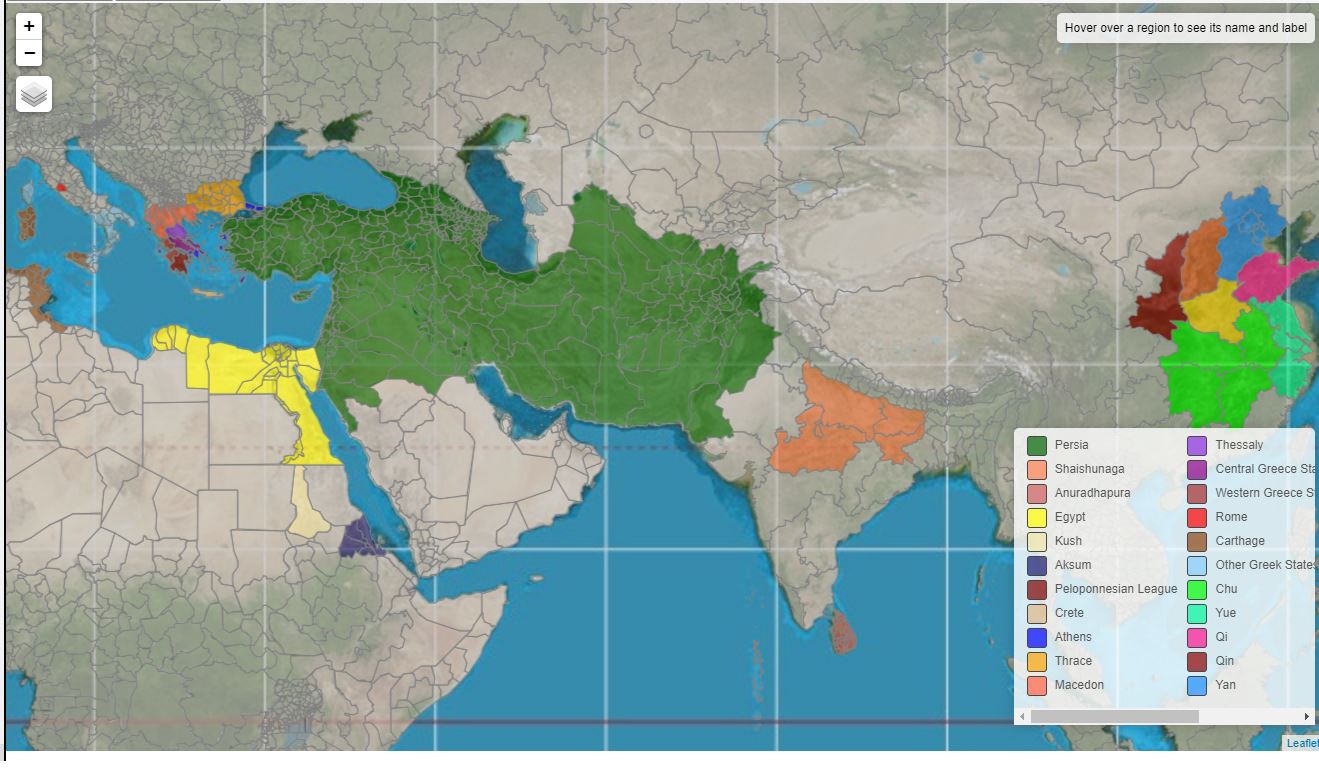 +
−
Hover over a region to see its name and label
Persia
Shaishunaga
Anuradhapura
Egypt
Kush
Aksum
Peloponnesian League
Crete
Athens
Thrace
Macedon
Thessaly
Central Greece Sta
Western Greece S
Rome
Carthage
Other Greek States
Chu
Yue
Qi
Qin
Yan
Leaflet